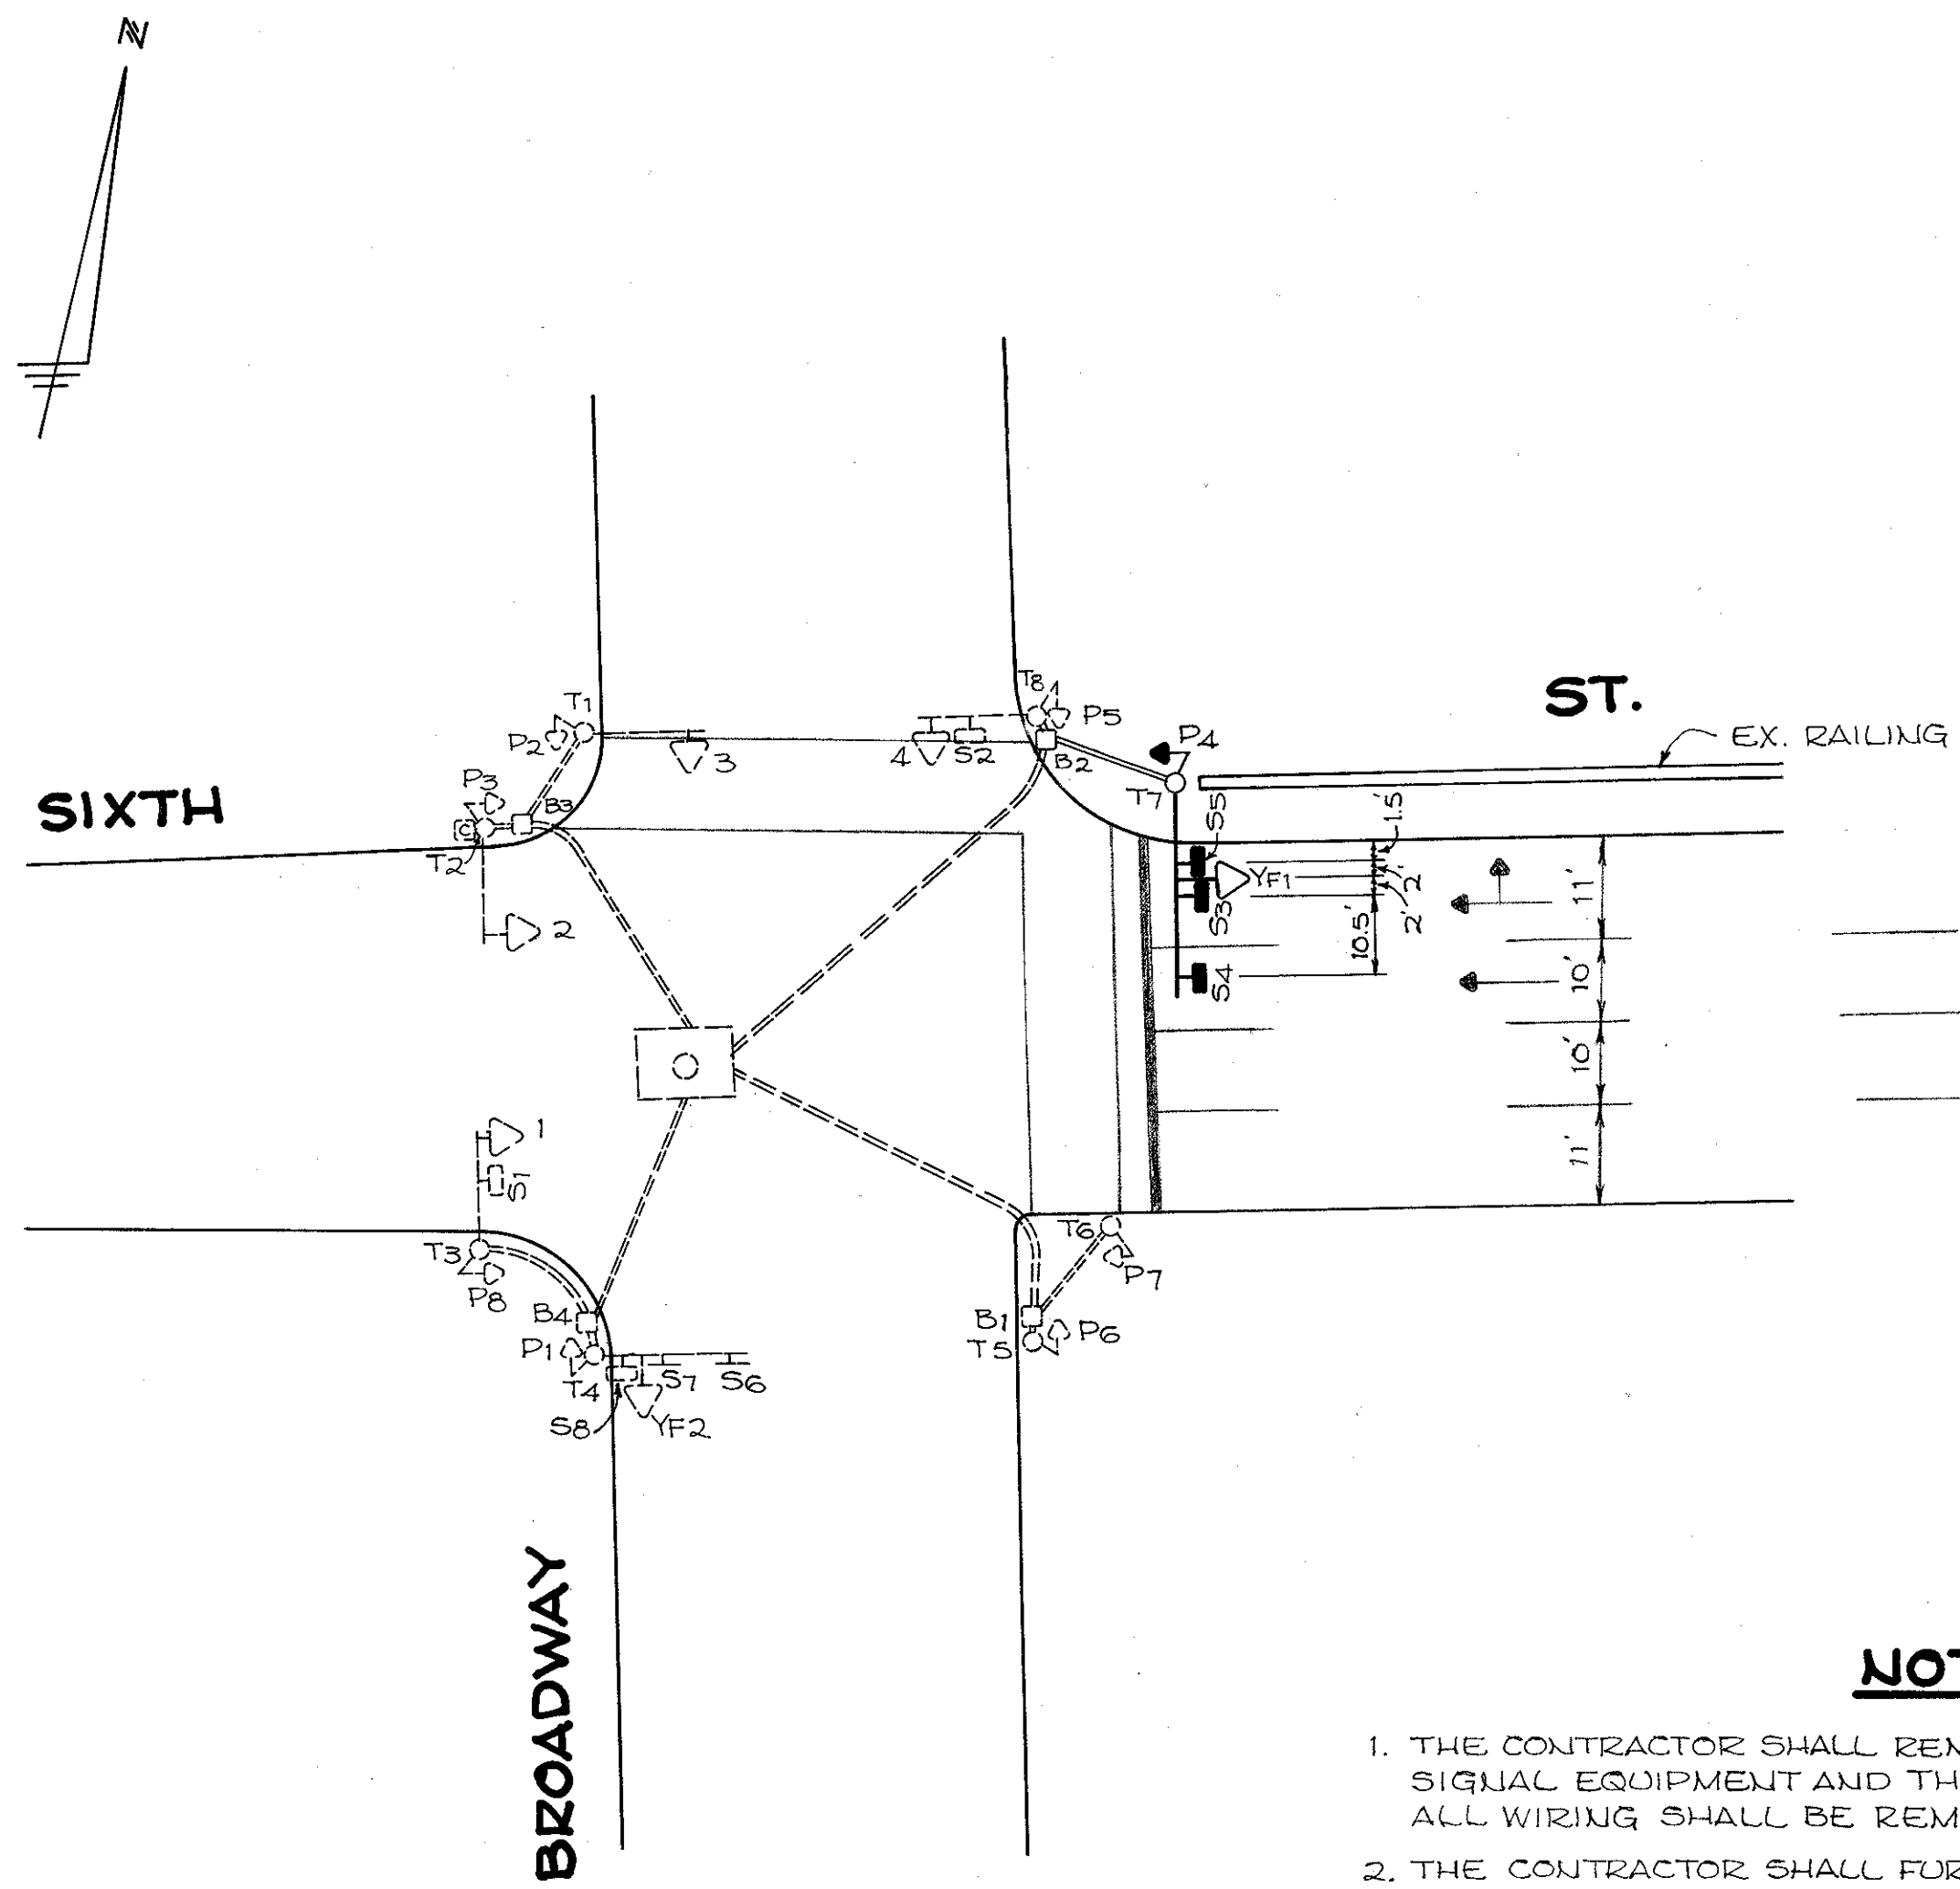 N
T1
P2
3
P3
C
B3
T2
2
SIXTH
T8
P5
4
S2
B2
P4
T7
ST.
EX. RAILING
S5
YF1
S3
S4
1.5'
2'
2'
10.5'
11'
10'
10'
11'
1
S1
T3
P8
B4
P1
T4
S7
S6
S8
YF2
T6
P7
B1
P6
T5
BROADWAY
NOT
1. THE CONTRACTOR SHALL REM
SIGNAL EQUIPMENT AND TH
ALL WIRING SHALL BE REM
2. THE CONTRACTOR SHALL FUR